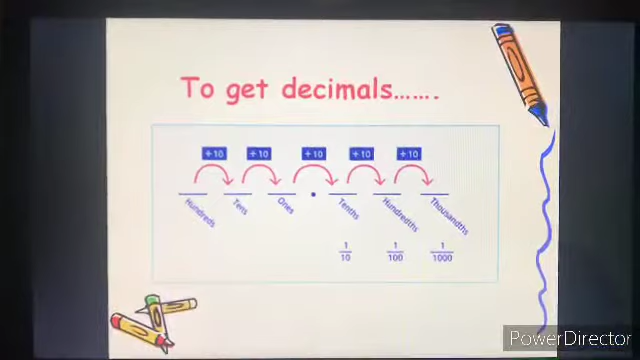 To get decimals.......
÷10 ÷10 ÷10 ÷10 ÷10
Hundreds Tens Ones . Tenths Hundredths Thousandths
1/10 1/100 1/1000
PowerDirector